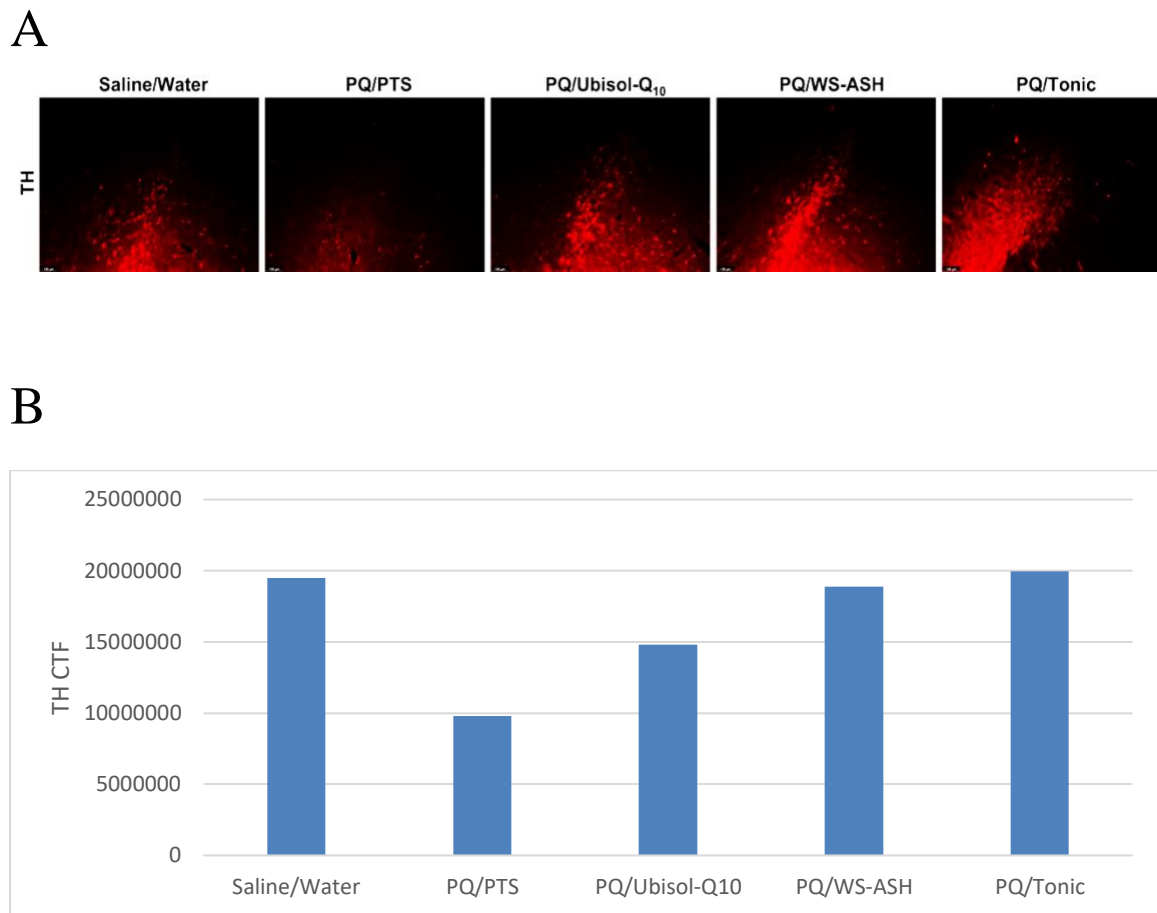 A
Saline/Water PQ/PTS PQ/Ubisol-Q₁₀ PQ/WS-ASH PQ/Tonic
TH
B
TH CTF
25000000
20000000
15000000
10000000
5000000
0
Saline/Water PQ/PTS PQ/Ubisol-Q10 PQ/WS-ASH PQ/Tonic